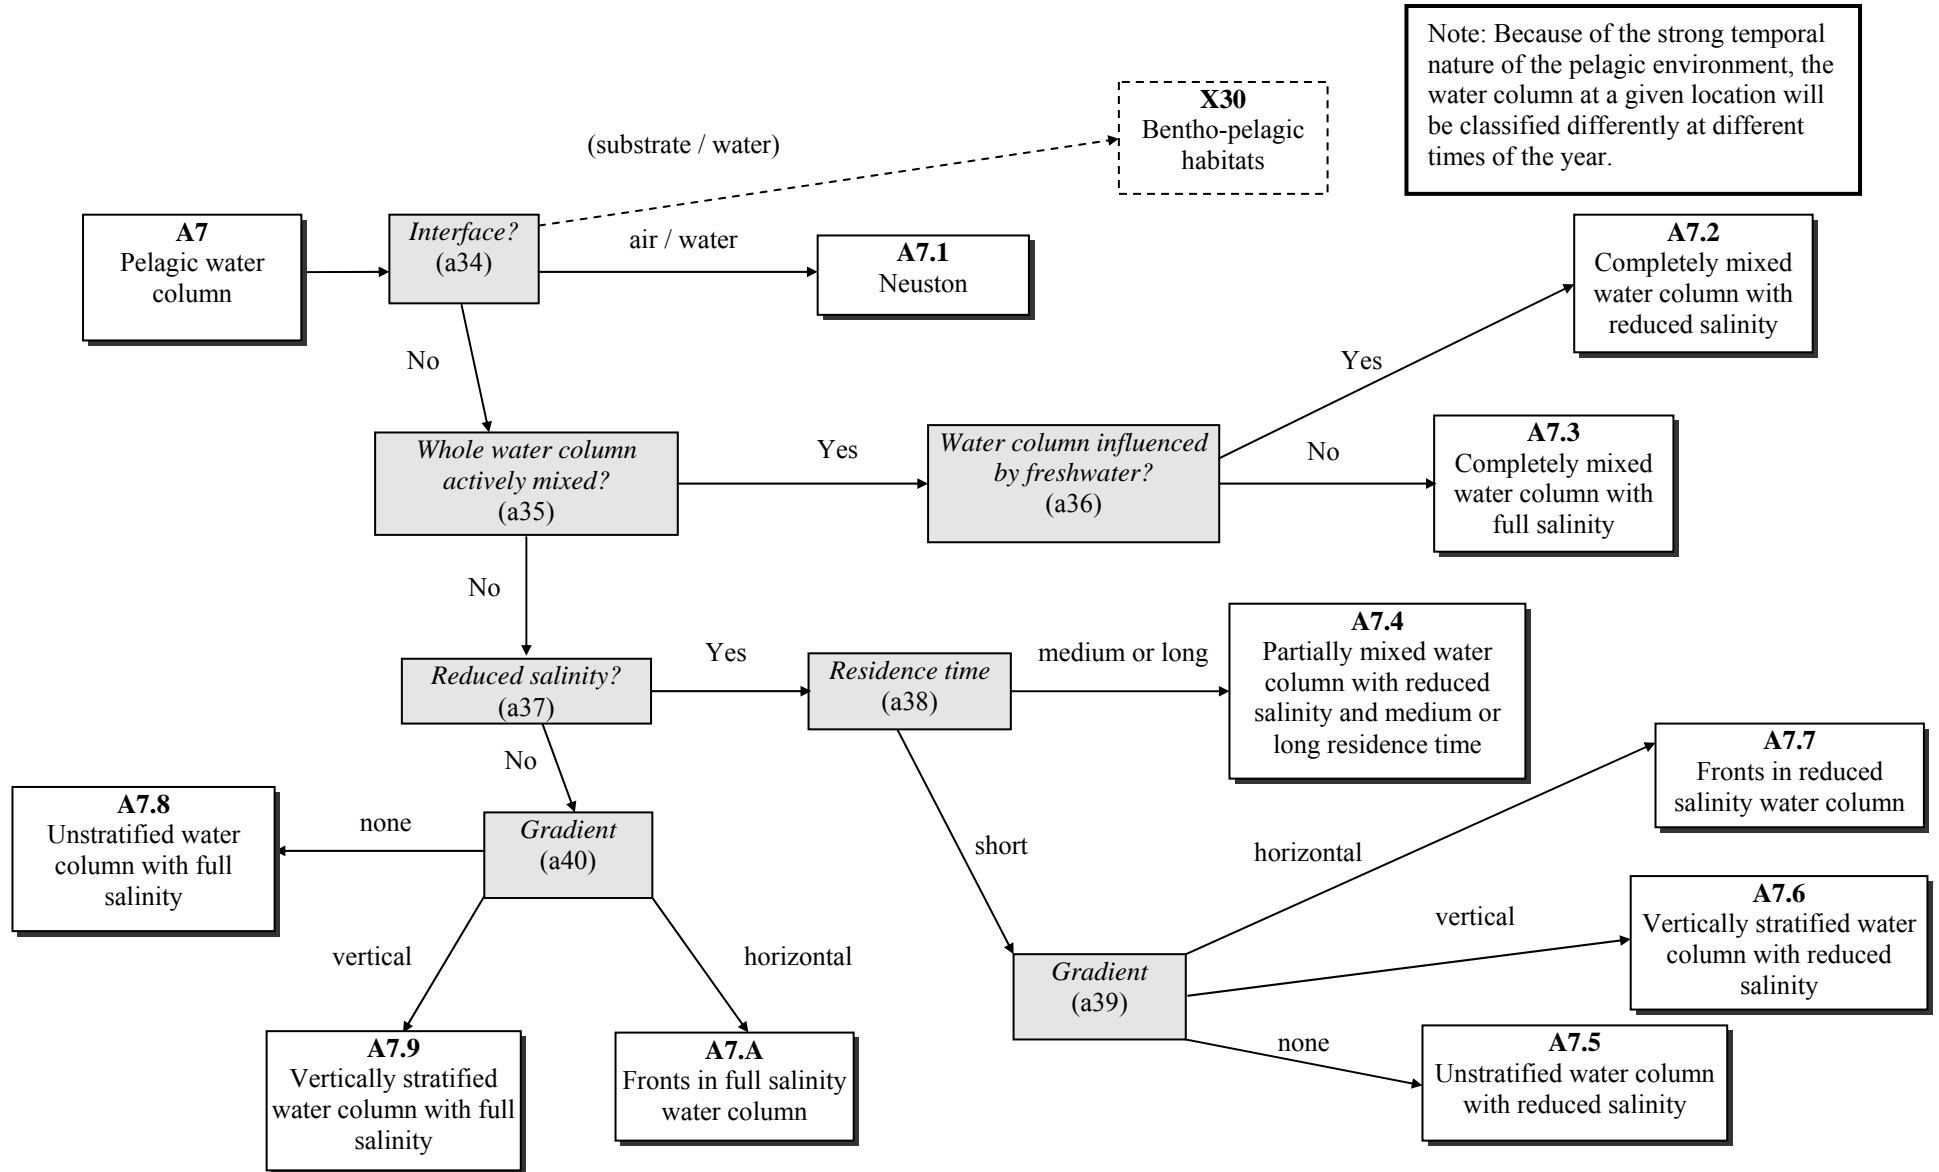 Note: Because of the strong temporal
nature of the pelagic environment, the
water column at a given location will
be classified differently at different
times of the year.
X30
Bentho-pelagic
habitats
(substrate / water)
A7
Pelagic water
column
Interface?
(a34)
air / water
A7.1
Neuston
A7.2
Completely mixed
water column with
reduced salinity
No
Yes
Whole water column
actively mixed?
(a35)
Yes
Water column influenced
by freshwater?
(a36)
No
A7.3
Completely mixed
water column with
full salinity
No
Reduced salinity?
(a37)
Yes
Residence time
(a38)
medium or long
A7.4
Partially mixed water
column with reduced
salinity and medium or
long residence time
No
A7.7
Fronts in reduced
salinity water column
A7.8
Unstratified water
column with full
salinity
none
Gradient
(a40)
short
horizontal
vertical
A7.6
Vertically stratified water
column with reduced
salinity
vertical
horizontal
Gradient
(a39)
none
A7.5
Unstratified water column
with reduced salinity
A7.9
Vertically stratified
water column with full
salinity
A7.A
Fronts in full salinity
water column